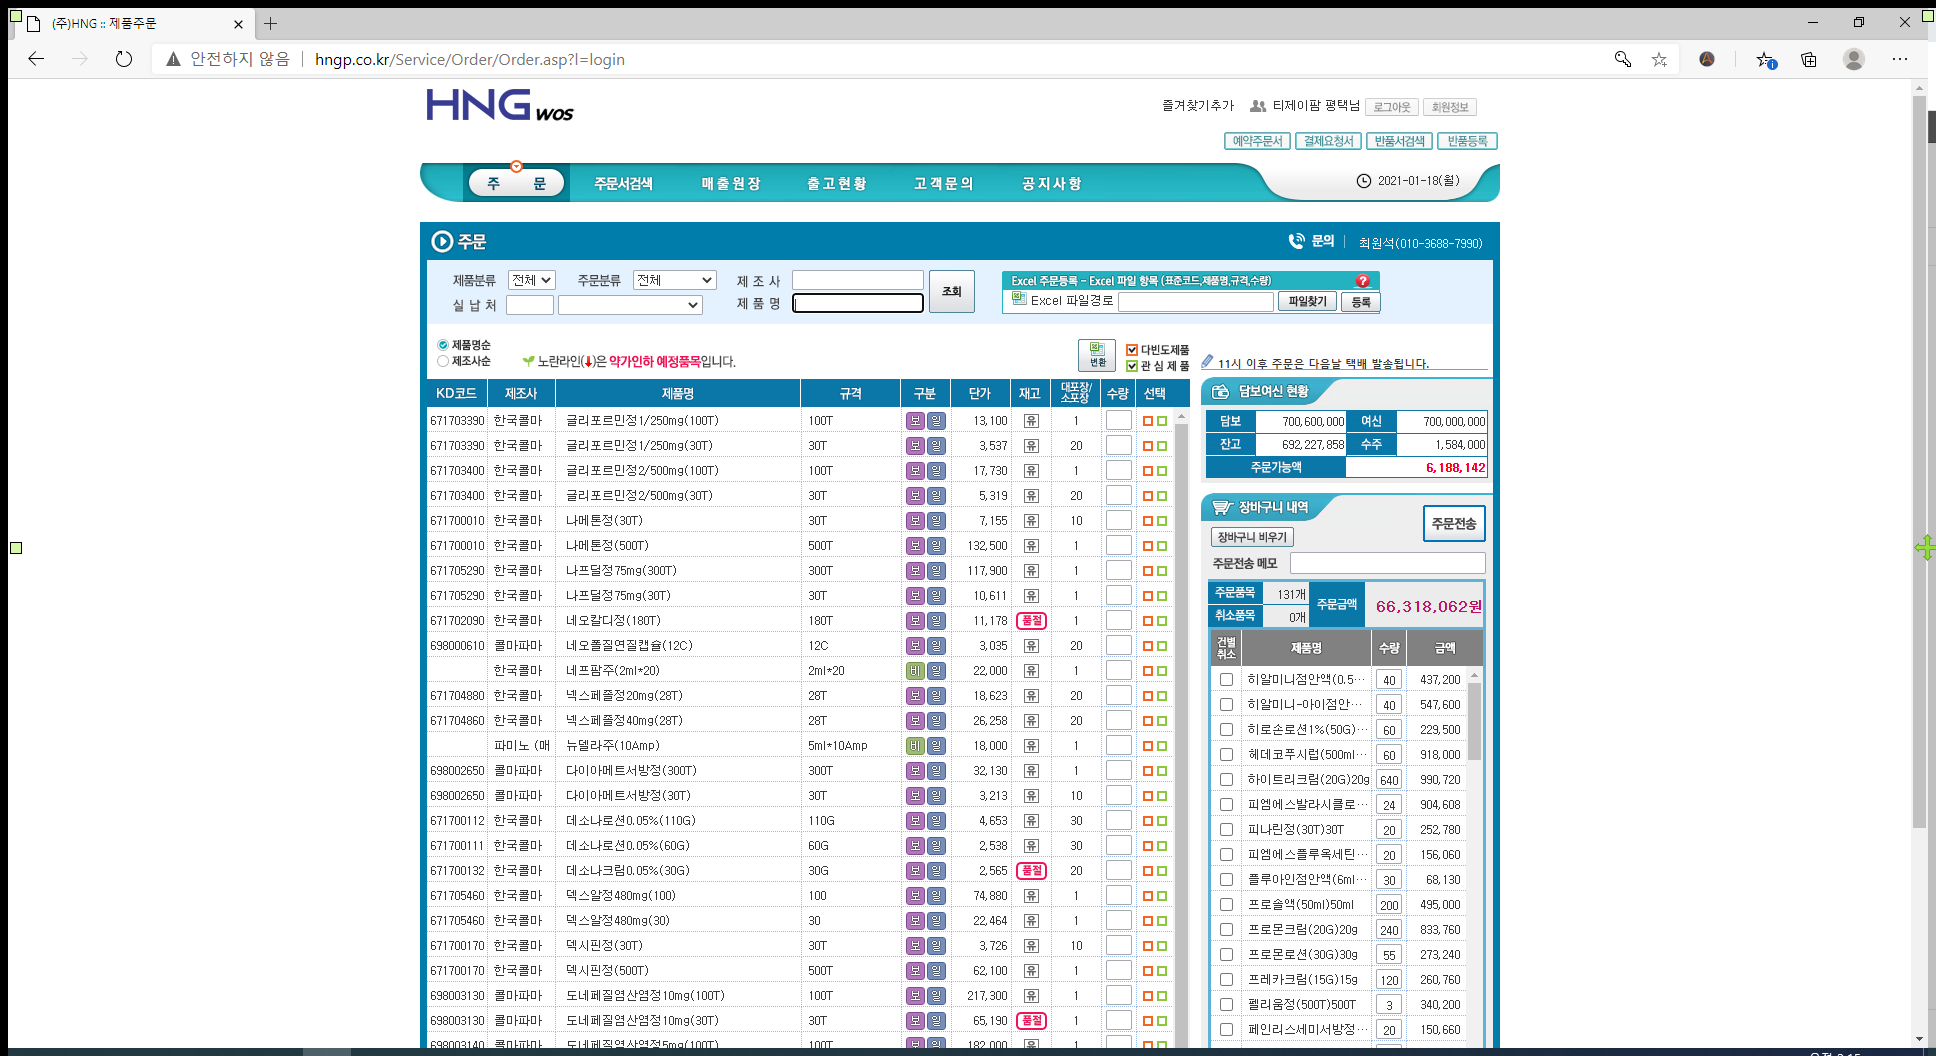 (주)HNG :: 제품주문
안전하지 않음 hngp.co.kr/Service/Order/Order.asp?l=login
HNG wos
즐겨찾기추가 티제이팜 평택님 로그아웃 회원정보
예약주문서 결제요청서 반품서검색 반품등록
주 문 주문서검색 매출원장 출고현황 고객문의 공지사항 2021-01-18(월)
주문 문의 최원석(010-3688-7990)
제품분류 전체 주문분류 전체 제 조 사 조회
실 납 처 제 품 명
Excel 주문등록 - Excel 파일 항목 (표준코드,제품명,규격,수량) ?
Excel 파일경로 파일찾기 등록
제품명순
제조사순 노란라인(↓)은 약가인하 예정품목입니다.
변환 다빈도제품
관 심 제 품
11시 이후 주문은 다음날 택배 발송됩니다.
KD코드 제조사 제품명 규격 구분 단가 재고 대포장/소포장 수량 선택
671703390 한국콜마 글리포르민정1/250mg(100T) 100T 보 일 13,100 유 1
671703390 한국콜마 글리포르민정1/250mg(30T) 30T 보 일 3,537 유 20
671703400 한국콜마 글리포르민정2/500mg(100T) 100T 보 일 17,730 유 1
671703400 한국콜마 글리포르민정2/500mg(30T) 30T 보 일 5,319 유 20
671700010 한국콜마 나메톤정(30T) 30T 보 일 7,155 유 10
671700010 한국콜마 나메톤정(500T) 500T 보 일 132,500 유 1
671705290 한국콜마 나프덜정75mg(300T) 300T 보 일 117,900 유 1
671705290 한국콜마 나프덜정75mg(30T) 30T 보 일 10,611 유 1
671702090 한국콜마 네오칼디정(180T) 180T 보 일 11,178 품절 1
698000610 콜마파마 네오폴질연질캡슐(12C) 12C 보 일 3,035 유 20
한국콜마 네프팜주(2ml*20) 2ml*20 비 일 22,000 유 1
671704880 한국콜마 넥스페플정20mg(28T) 28T 보 일 18,623 유 20
671704860 한국콜마 넥스페플정40mg(28T) 28T 보 일 26,258 유 20
파미노 (매 뉴델라주(10Amp) 5ml*10Amp 비 일 18,000 유 1
698002650 콜마파마 다이아메트서방정(300T) 300T 보 일 32,130 유 1
698002650 콜마파마 다이아메트서방정(30T) 30T 보 일 3,213 유 10
671700112 한국콜마 데소나로션0.05%(110G) 110G 보 일 4,653 유 30
671700111 한국콜마 데소나로션0.05%(60G) 60G 보 일 2,538 유 30
671700132 한국콜마 데소나크림0.05%(30G) 30G 보 일 2,565 품절 20
671705460 한국콜마 덱스알정480mg(100) 100 보 일 74,880 유 1
671705460 한국콜마 덱스알정480mg(30) 30 보 일 22,464 유 1
671700170 한국콜마 덱시핀정(30T) 30T 보 일 3,726 유 10
671700170 한국콜마 덱시핀정(500T) 500T 보 일 62,100 유 1
698003130 콜마파마 도네페질염산염정10mg(100T) 100T 보 일 217,300 유 1
698003130 콜마파마 도네페질염산염정10mg(30T) 30T 보 일 65,190 품절 1
698003140 콜마파마 도네페질염산염정5mg(100T) 100T 보 일 182,000 유 1
담보여신 현황
담보 700,600,000 여신 700,000,000
잔고 692,227,858 수주 1,584,000
주문가능액 6,188,142
장바구니 내역 주문전송
장바구니 비우기
주문전송 메모
주문품목 131개 주문금액 66,318,062원
취소품목 0개
건별취소 제품명 수량 금액
히알미니점안액(0.5… 40 437,200
히알미니-아이점안… 40 547,600
히로손로션1%(50G)… 60 229,500
헤데코푸시럽(500ml… 60 918,000
하이트리크림(20G)20g 640 990,720
피엠에스발라시클로… 24 904,608
피나린정(30T)30T 20 252,780
피엠에스플루옥세틴… 20 156,060
플루아인점안액(6ml… 30 68,130
프로솔액(50ml)50ml 200 495,000
프로몬크림(20G)20g 240 833,760
프로몬로션(30G)30g 55 273,240
프레카크림(15G)15g 120 260,760
펠리움정(500T)500T 3 340,200
페인리스세미서방정… 20 150,660